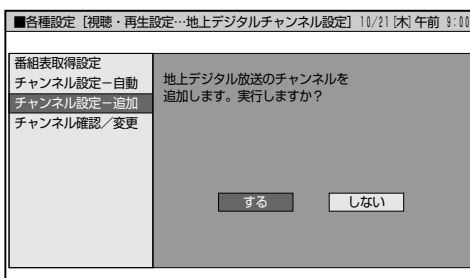 ■各種設定［視聴・再生設定…地上デジタルチャンネル設定］10/21［木］午前 9:00
番組表取得設定
チャンネル設定－自動
チャンネル設定－追加
チャンネル確認／変更
地上デジタル放送のチャンネルを
追加します。実行しますか？
する
しない